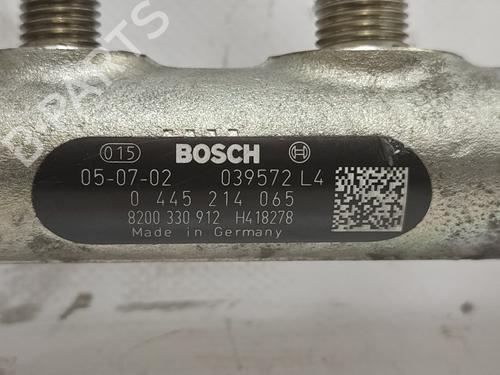 015 BOSCH
05-07-02 039572 L4
0 445 214 065
8200 330 912 H418278
Made in Germany
B-PARTS